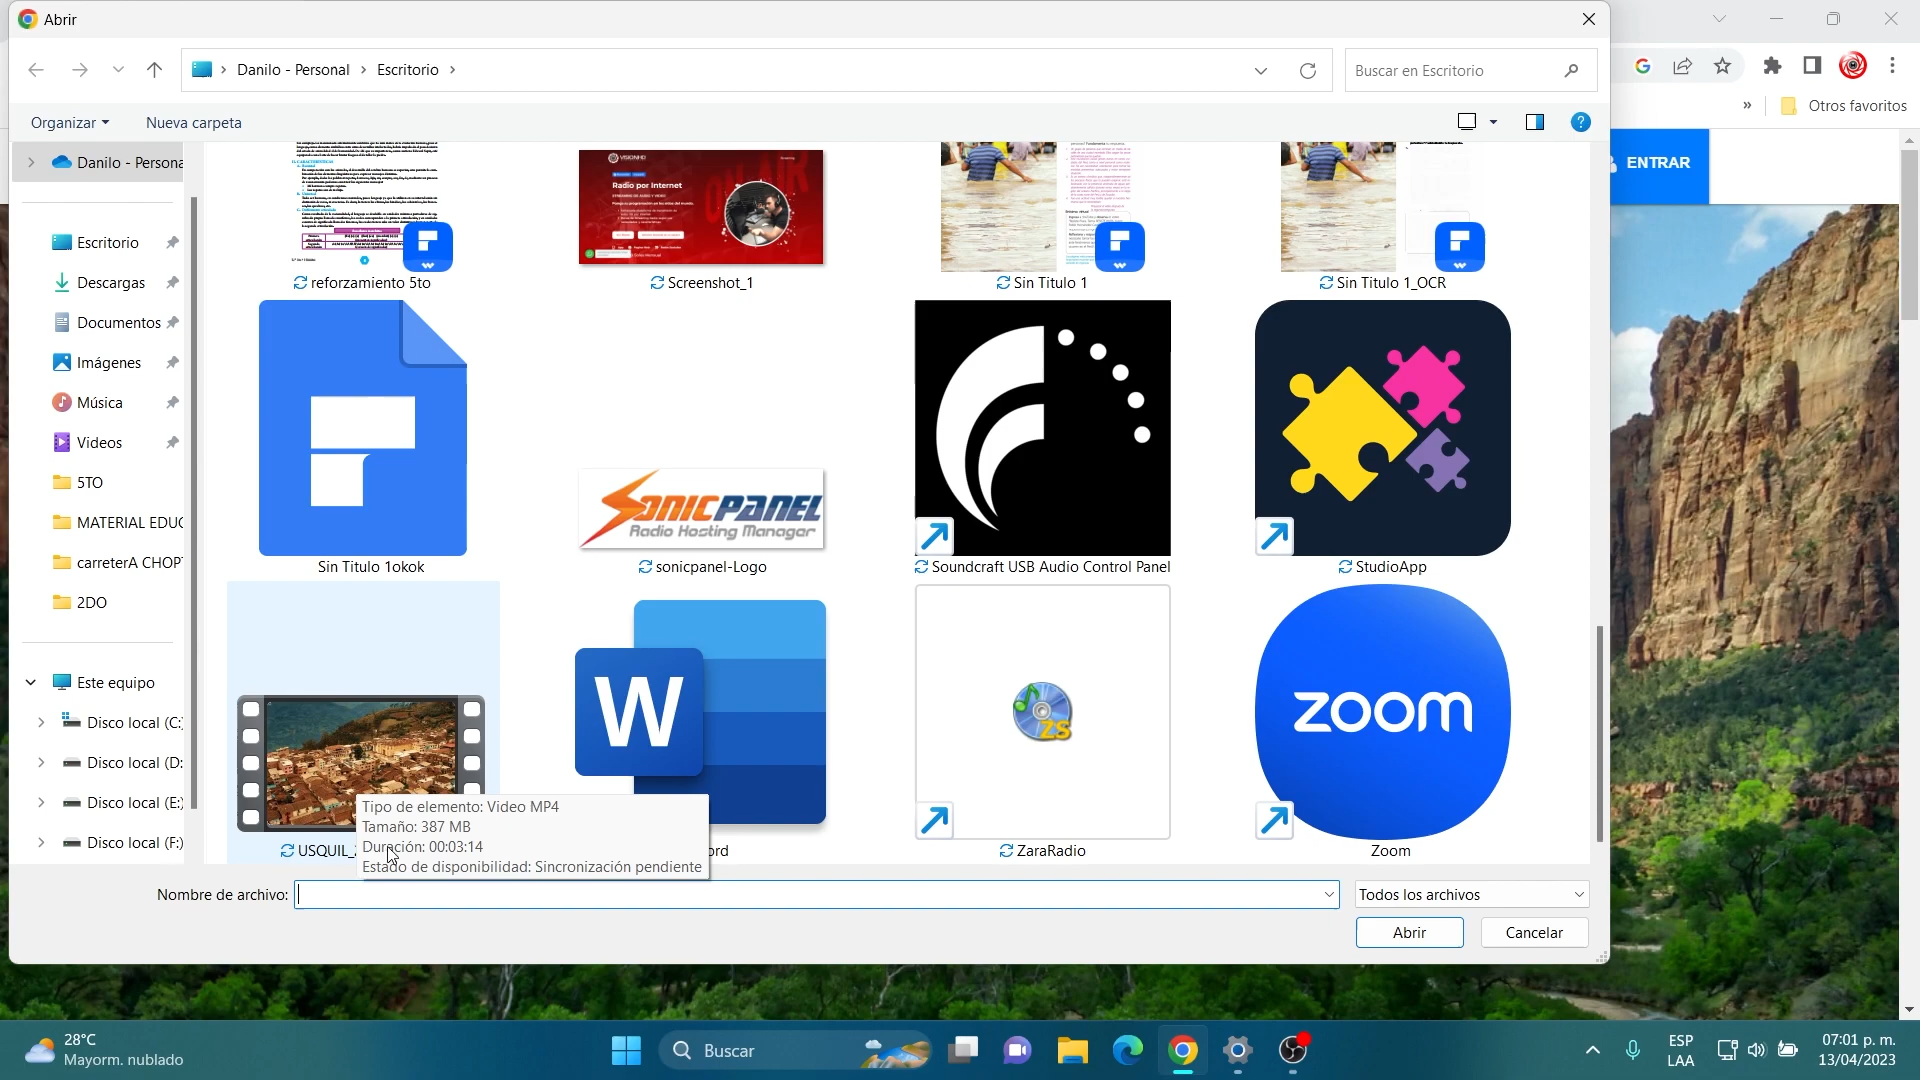 Abrir
Danilo - Personal
Escritorio
Buscar en Escritorio
Otros favoritos
Organizar
Nueva carpeta
ENTRAR
Danilo - Persona
Escritorio
Descargas
Documentos
Imágenes
Música
Videos
5TO
MATERIAL EDUC
carreterA CHOP
2DO
Este equipo
Disco local (C:)
Disco local (D:
Disco local (E:)
Disco local (F:)
VISIONHD
Radio por Internet
reforzamiento 5to
Screenshot_1
Sin Titulo 1
Sin Titulo 1_OCR
SONICPANEL
Radio Hosting Manager
Sin Titulo 1okok
sonicpanel-Logo
Soundcraft USB Audio Control Panel
StudioApp
W
ZS
zoom
Tipo de elemento: Video MP4
Tamaño: 387 MB
Duración: 00:03:14
Estado de disponibilidad: Sincronización pendiente
USQUIL_
ord
ZaraRadio
Zoom
Nombre de archivo:
Todos los archivos
Abrir
Cancelar
28°C
Mayorm. nublado
Buscar
ESP
LAA
07:01 p. m.
13/04/2023